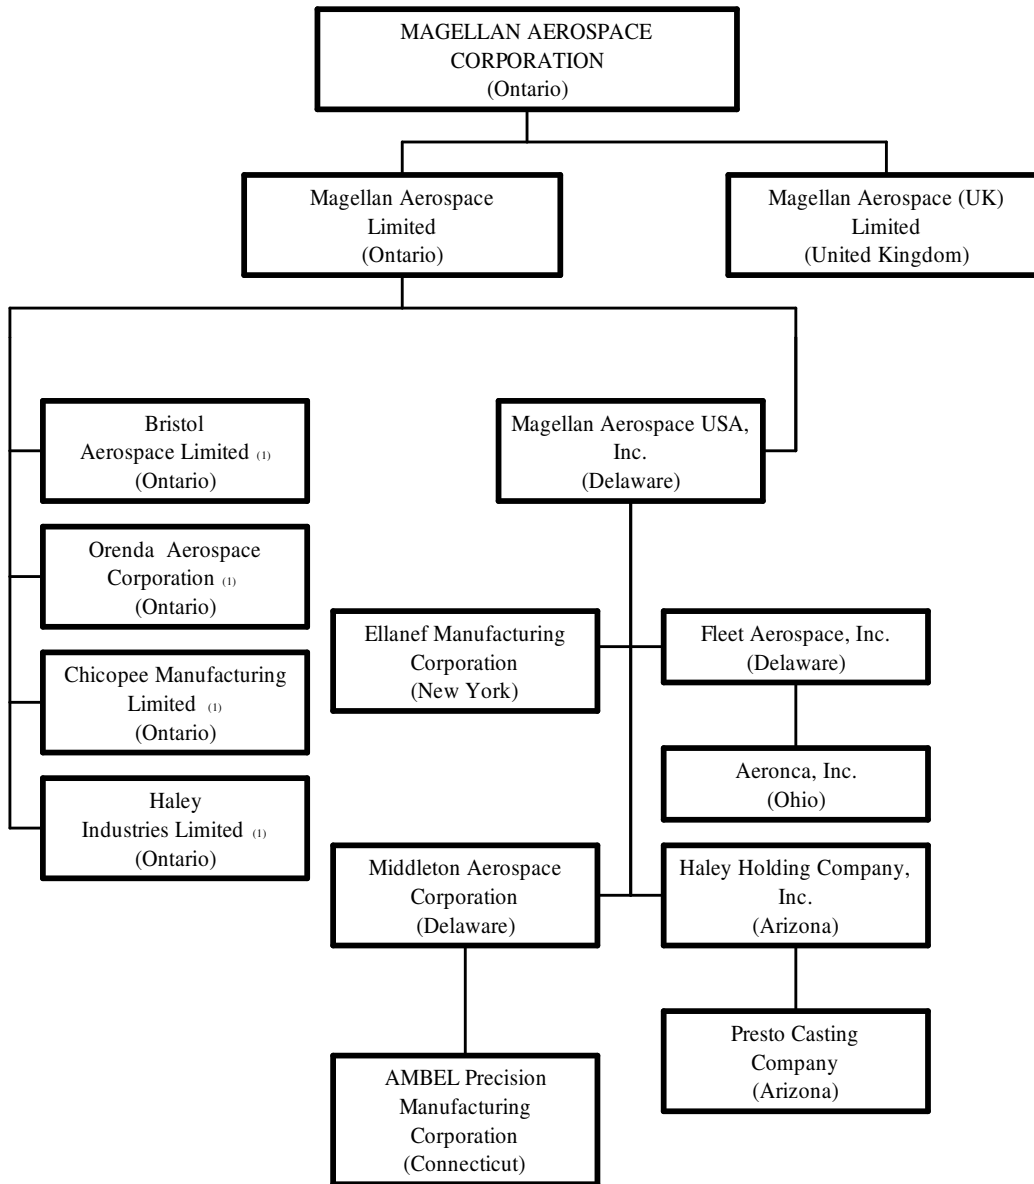 MAGELLAN AEROSPACE
CORPORATION
(Ontario)
Magellan Aerospace
Limited
(Ontario)
Magellan Aerospace (UK)
Limited
(United Kingdom)
Bristol
Aerospace Limited (1)
(Ontario)
Magellan Aerospace USA,
Inc.
(Delaware)
Orenda Aerospace
Corporation (1)
(Ontario)
Ellanef Manufacturing
Corporation
(New York)
Fleet Aerospace, Inc.
(Delaware)
Chicopee Manufacturing
Limited (1)
(Ontario)
Aeronca, Inc.
(Ohio)
Haley
Industries Limited (1)
(Ontario)
Middleton Aerospace
Corporation
(Delaware)
Haley Holding Company,
Inc.
(Arizona)
Presto Casting
Company
(Arizona)
AMBEL Precision
Manufacturing
Corporation
(Connecticut)